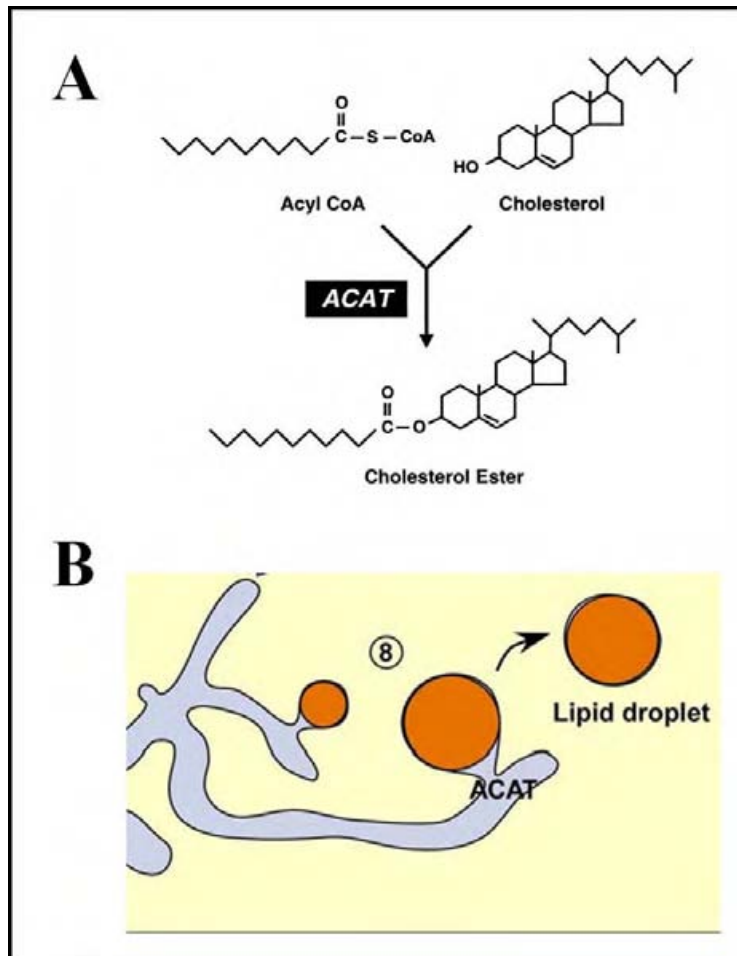 A
O
C – S – CoA
HO
Acyl CoA
Cholesterol
ACAT
O
C – O
Cholesterol Ester
B
8
Lipid droplet
ACAT